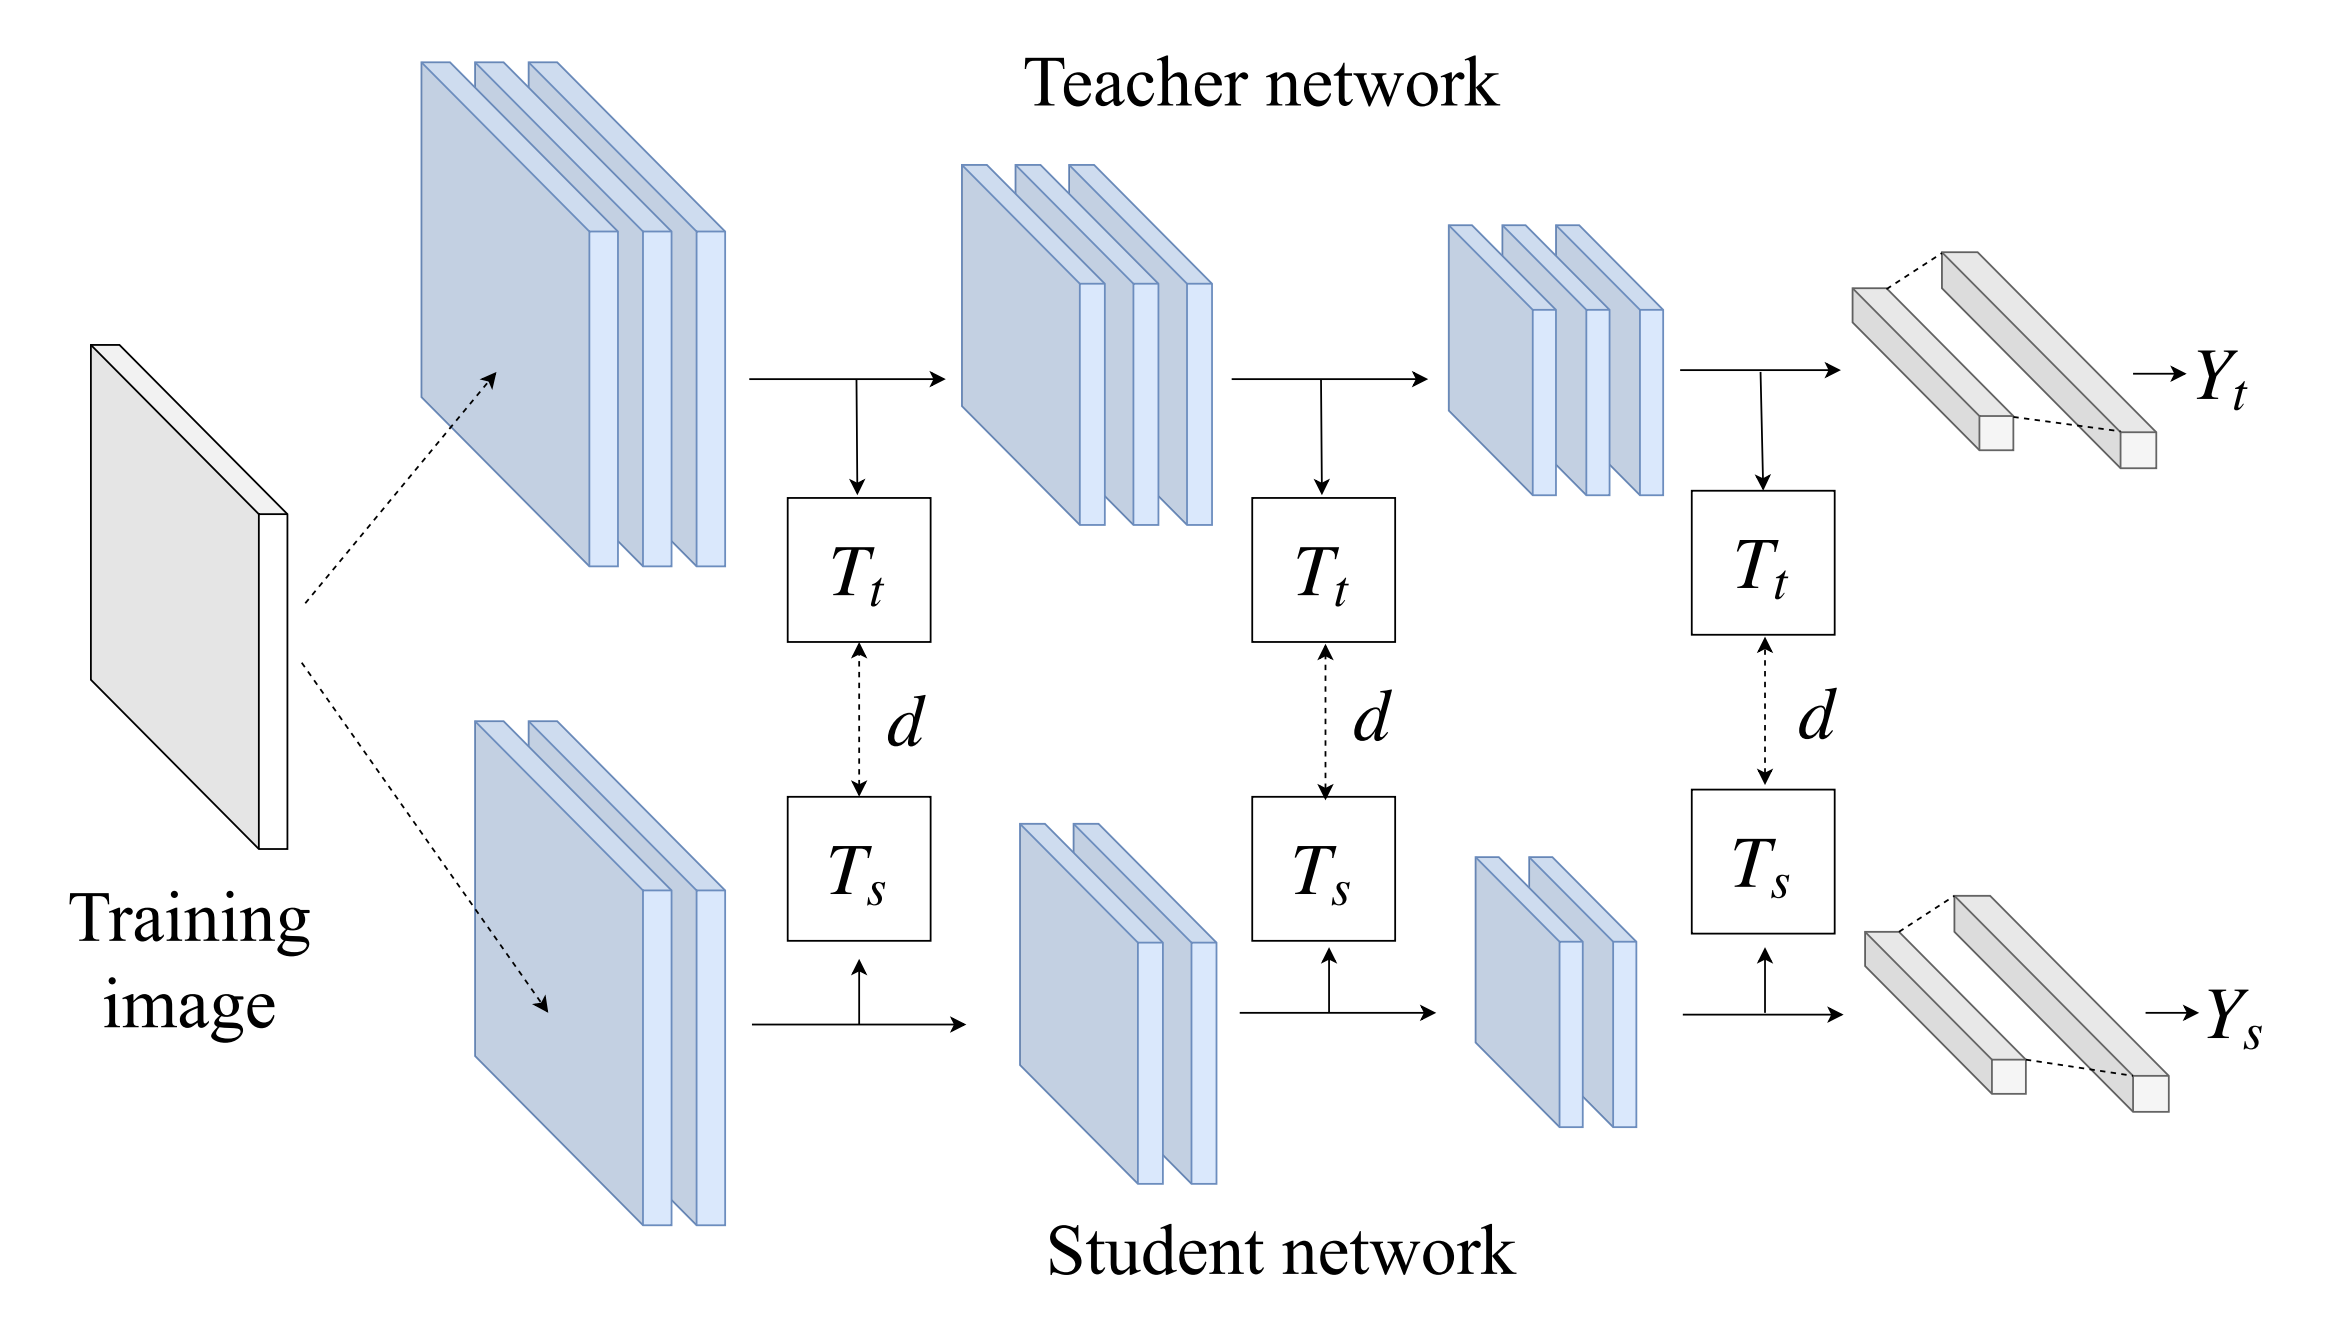 Teacher network
Y_t
T_t T_t T_t
d d d
T_s T_s T_s
Training
image
Y_s
Student network